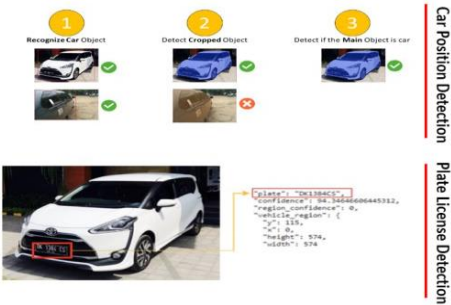 1
2
3
Recognize Car Object
Detect Cropped Object
Detect if the Main Object is car
Car Position Detection
"plate": "DK1384CS",
"confidence": 94.34646606445312,
"region_confidence": 0,
"vehicle_region": {
"y": 115,
"x": 0,
"height": 574,
"width": 574
Plate License Detection